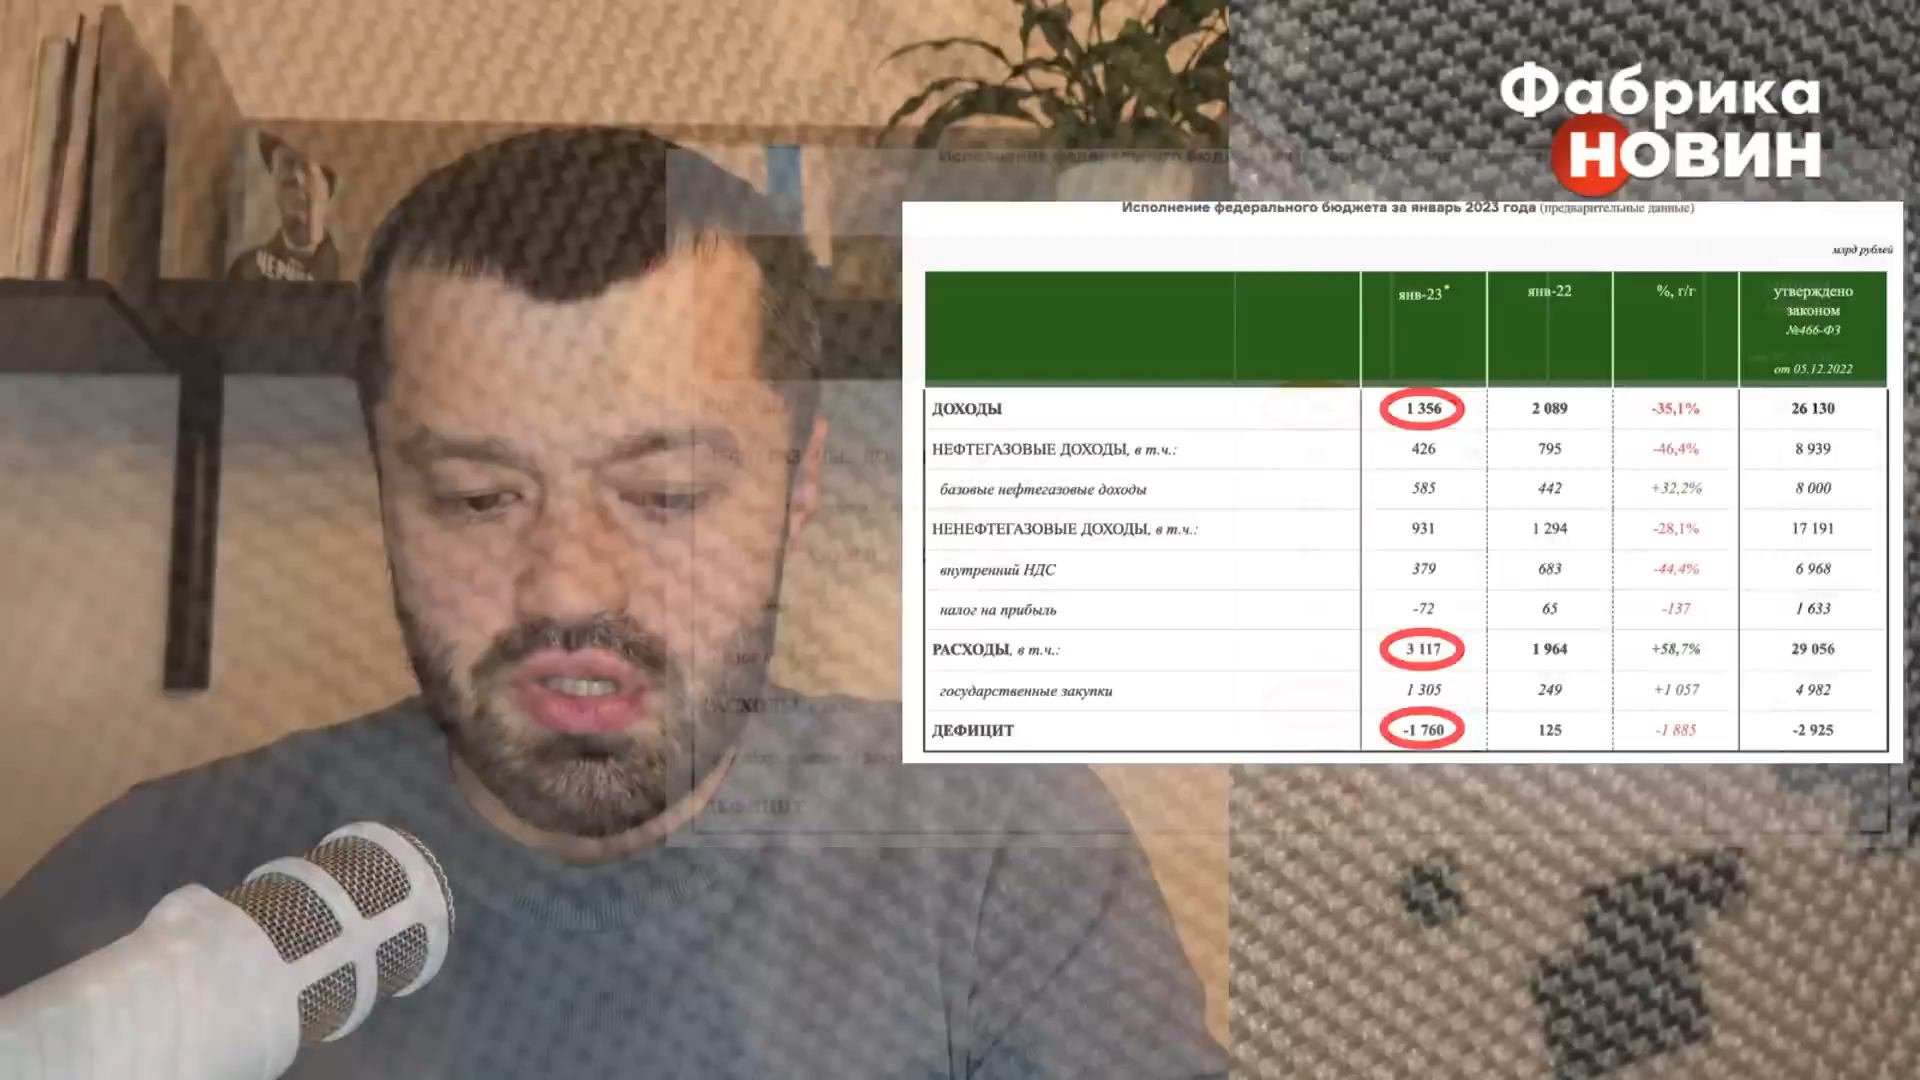 Фабрика
НОВИН
Исполнение федерального бюджета за январь 2023 года (предварительные данные)
млрд рублей
янв-23* янв-22 %, г/г утверждено
законом
№466-ФЗ
от 05.12.2022
ДОХОДЫ 1 356 2 089 -35,1% 26 130
НЕФТЕГАЗОВЫЕ ДОХОДЫ, в т.ч.: 426 795 -46,4% 8 939
базовые нефтегазовые доходы 585 442 +32,2% 8 000
НЕНЕФТЕГАЗОВЫЕ ДОХОДЫ, в т.ч.: 931 1 294 -28,1% 17 191
внутренний НДС 379 683 -44,4% 6 968
налог на прибыль -72 65 -137 1 633
РАСХОДЫ, в т.ч.: 3 117 1 964 +58,7% 29 056
государственные закупки 1 305 249 +1 057 4 982
ДЕФИЦИТ -1 760 125 -1 885 -2 925